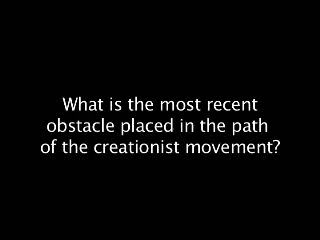 What is the most recent
obstacle placed in the path
of the creationist movement?